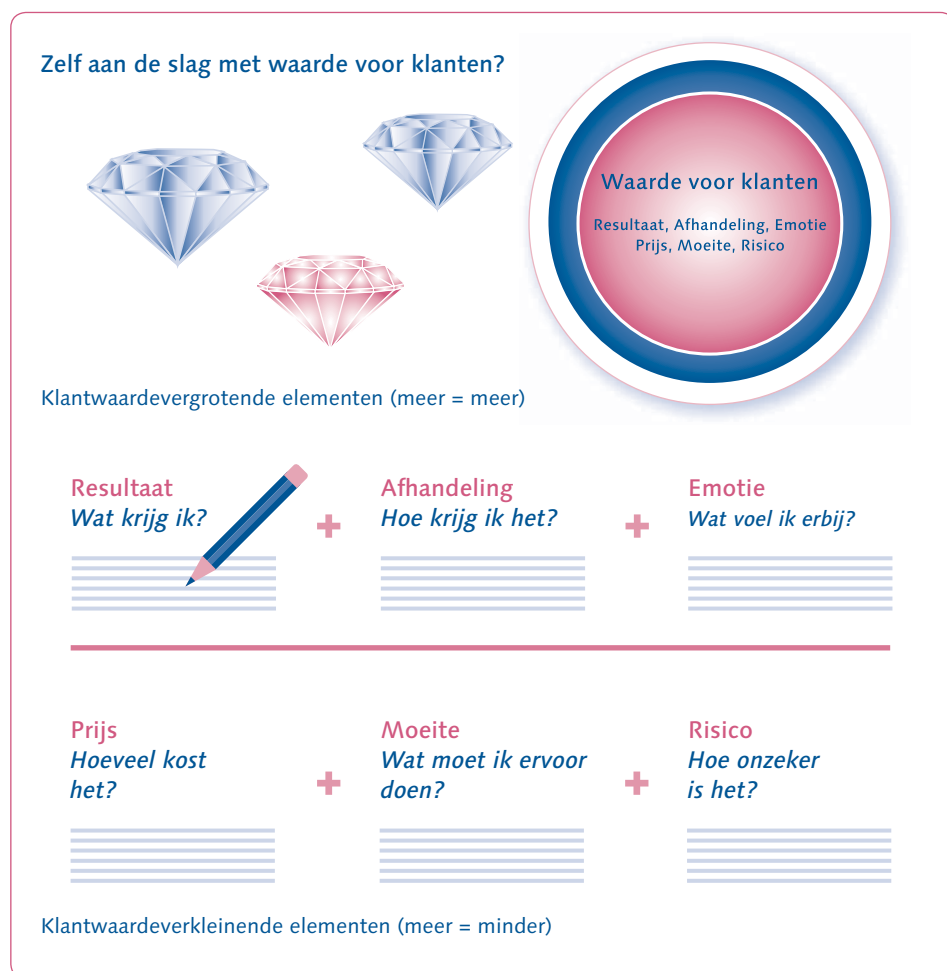 Zelf aan de slag met waarde voor klanten?
Waarde voor klanten
Resultaat, Afhandeling, Emotie
Prijs, Moeite, Risico
Klantwaardevergrotende elementen (meer = meer)
Resultaat
Wat krijg ik?
+
Afhandeling
Hoe krijg ik het?
+
Emotie
Wat voel ik erbij?
Prijs
Hoeveel kost
het?
+
Moeite
Wat moet ik ervoor
doen?
+
Risico
Hoe onzeker
is het?
Klantwaardeverkleinende elementen (meer = minder)